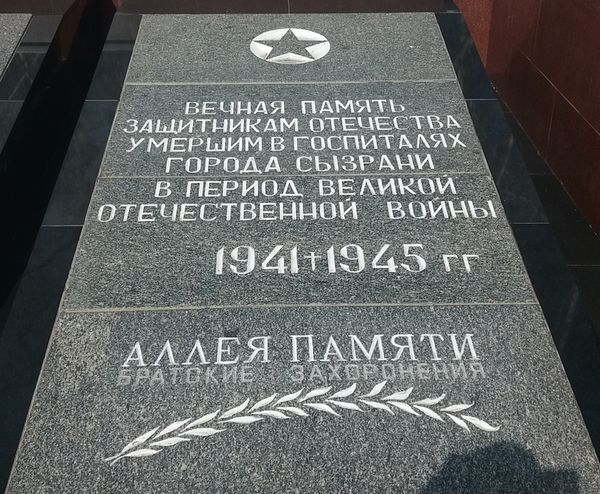 ВЕЧНАЯ ПАМЯТЬ
ЗАЩИТНИКАМ ОТЕЧЕСТВА
УМЕРШИМ В ГОСПИТАЛЯХ
ГОРОДА СЫЗРАНИ
В ПЕРИОД ВЕЛИКОЙ
ОТЕЧЕСТВЕННОЙ ВОЙНЫ
1941†1945 ГГ
АЛЛЕЯ ПАМЯТИ
БРАТСКИЕ ЗАХОРОНЕНИЯ